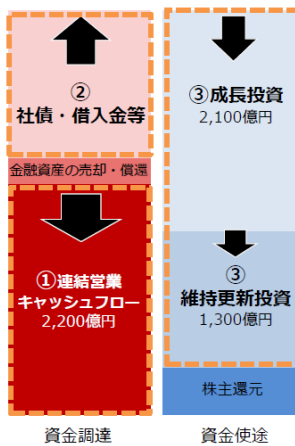 ②
社債・借入金等
金融資産の売却・償還
①連結営業
キャッシュフロー
2,200億円
資金調達
③成長投資
2,100億円
③
維持更新投資
1,300億円
株主還元
資金使途